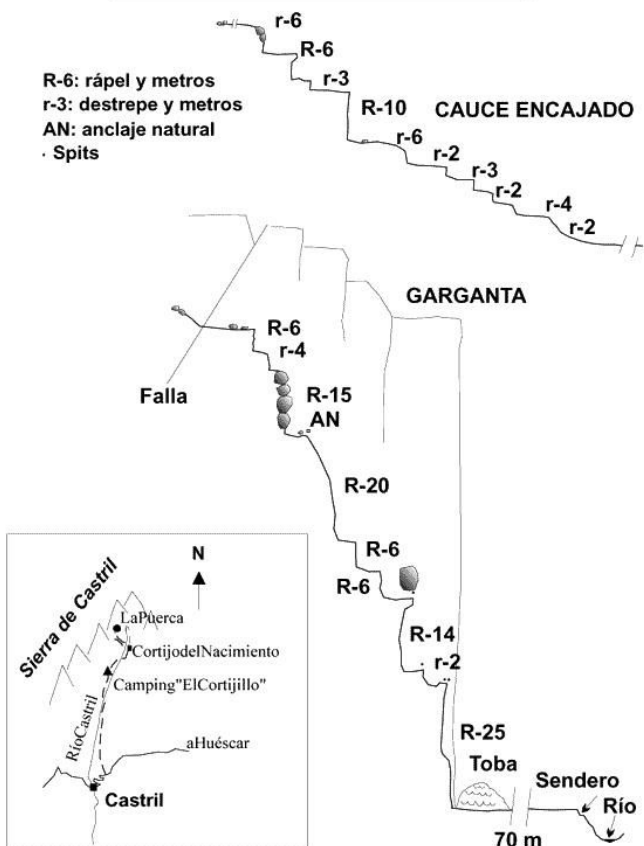 r-6
R-6
R-6: rápel y metros
r-3: destrepe y metros
AN: anclaje natural
· Spits
r-3
R-10
CAUCE ENCAJADO
r-6
r-2
r-3
r-2
r-4
r-2
GARGANTA
R-6
r-4
Falla
R-15
AN
R-20
R-6
R-6
R-14
r-2
R-25
Toba
Sendero
Río
70 m
N
Sierra de Castril
LaPuerca
CortijodelNacimiento
Camping"ElCortijillo"
RíoCastril
aHuéscar
Castril